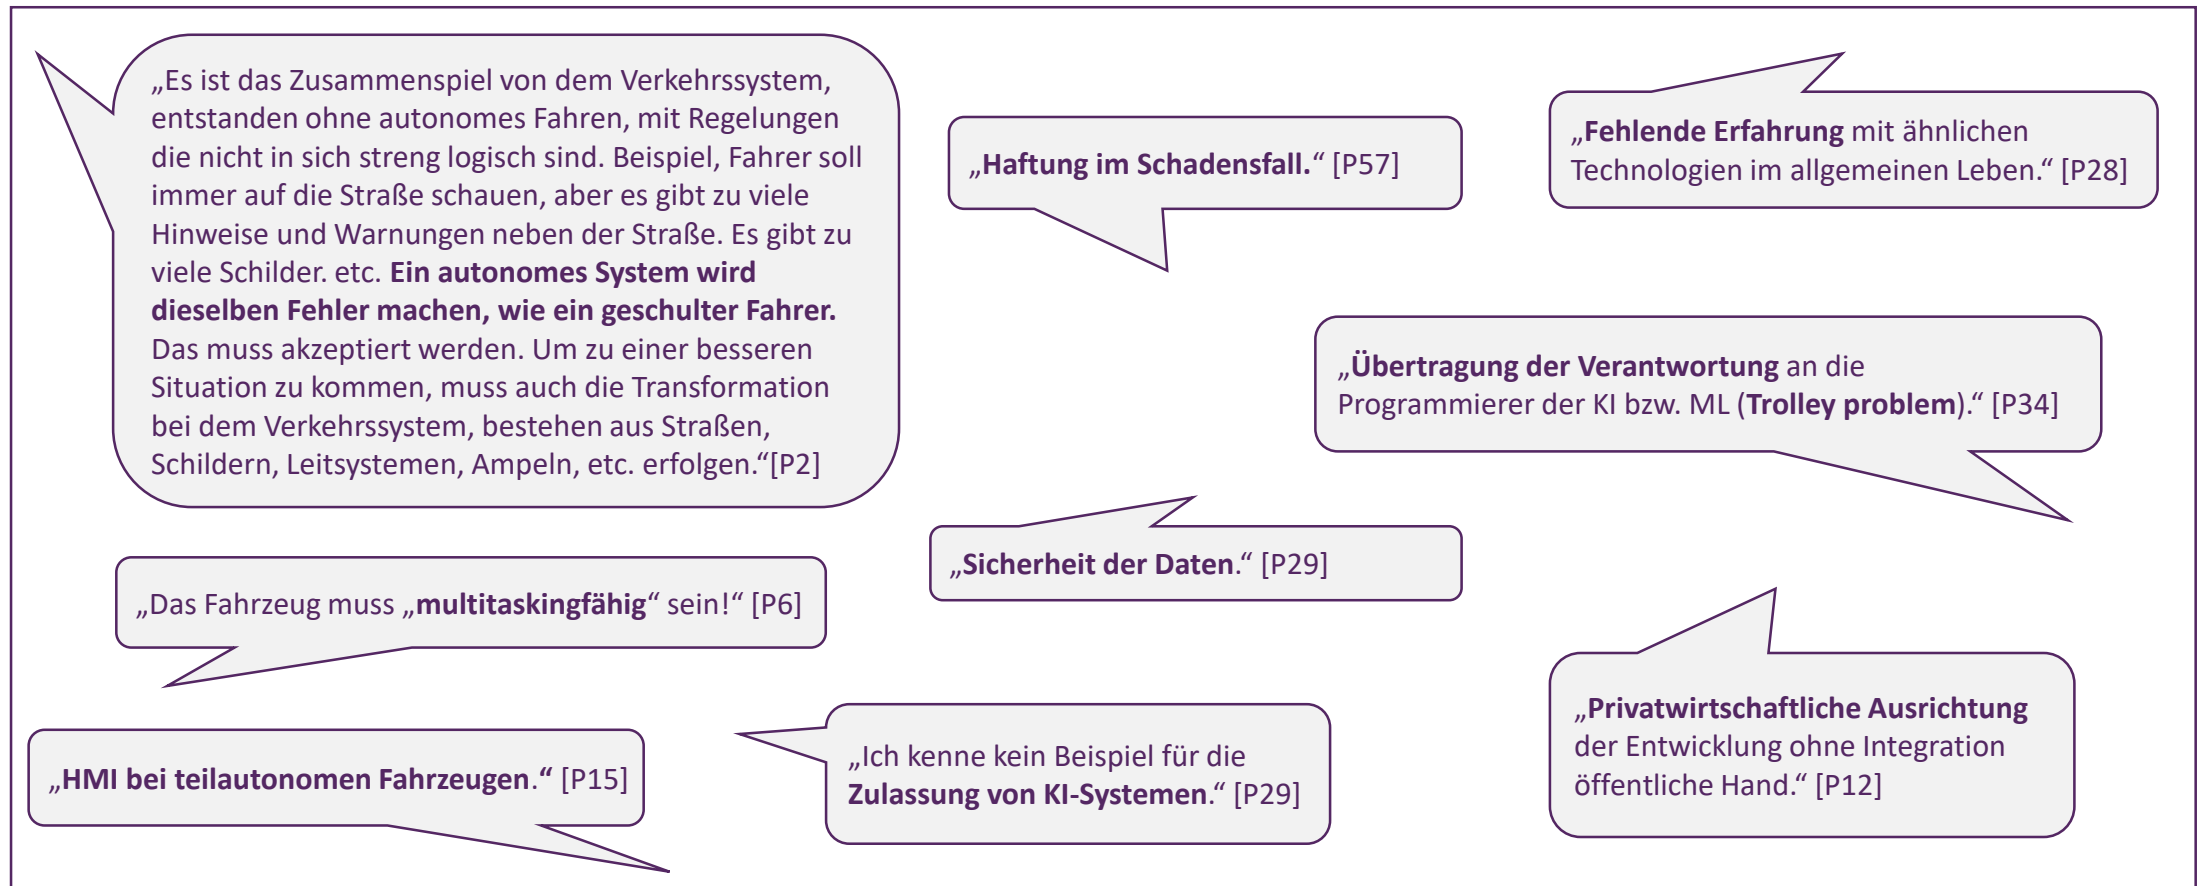 „Es ist das Zusammenspiel von dem Verkehrssystem,
entstanden ohne autonomes Fahren, mit Regelungen
die nicht in sich streng logisch sind. Beispiel, Fahrer soll
immer auf die Straße schauen, aber es gibt zu viele
Hinweise und Warnungen neben der Straße. Es gibt zu
viele Schilder. etc. Ein autonomes System wird
dieselben Fehler machen, wie ein geschulter Fahrer.
Das muss akzeptiert werden. Um zu einer besseren
Situation zu kommen, muss auch die Transformation
bei dem Verkehrssystem, bestehen aus Straßen,
Schildern, Leitsystemen, Ampeln, etc. erfolgen.“[P2]
„Haftung im Schadensfall.“ [P57]
„Fehlende Erfahrung mit ähnlichen
Technologien im allgemeinen Leben.“ [P28]
„Übertragung der Verantwortung an die
Programmierer der KI bzw. ML (Trolley problem).“ [P34]
„Sicherheit der Daten.“ [P29]
„Das Fahrzeug muss „multitaskingfähig“ sein!“ [P6]
„HMI bei teilautonomen Fahrzeugen.“ [P15]
„Ich kenne kein Beispiel für die
Zulassung von KI-Systemen.“ [P29]
„Privatwirtschaftliche Ausrichtung
der Entwicklung ohne Integration
öffentliche Hand.“ [P12]